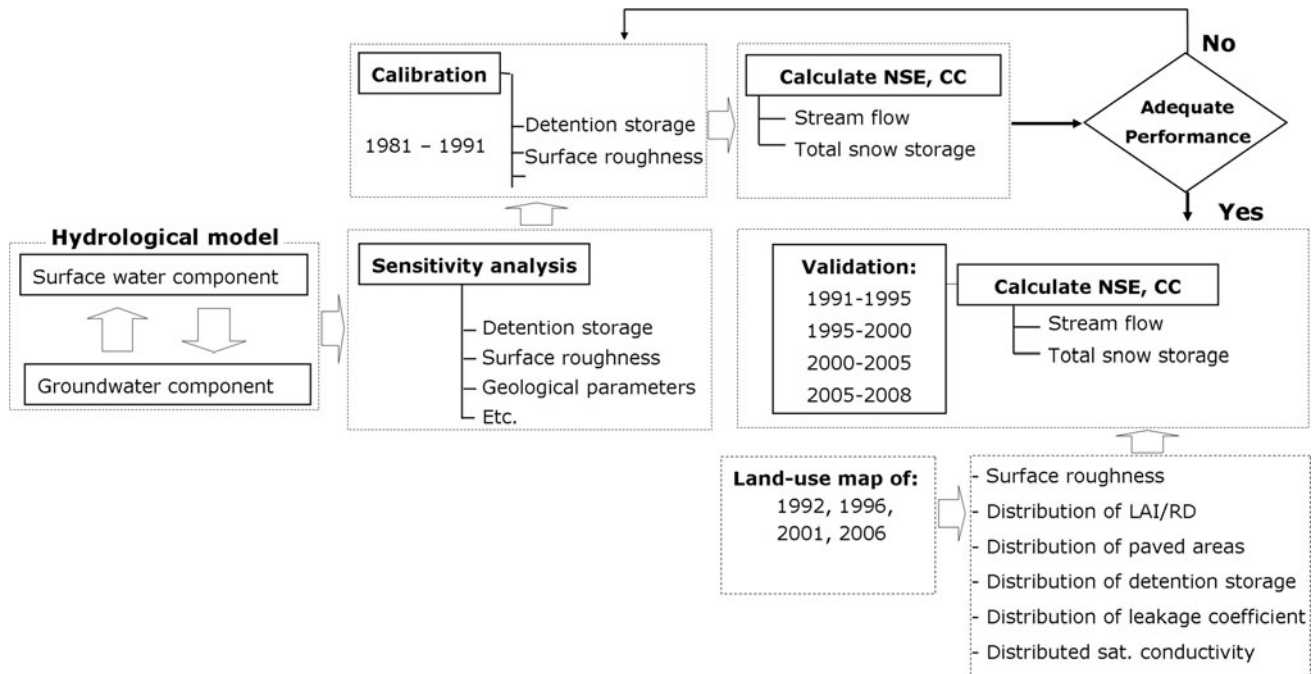 No
Calibration
1981 – 1991
Detention storage
Surface roughness
Calculate NSE, CC
Stream flow
Total snow storage
Adequate
Performance
Yes
Hydrological model
Surface water component
Groundwater component
Sensitivity analysis
Detention storage
Surface roughness
Geological parameters
Etc.
Validation:
1991-1995
1995-2000
2000-2005
2005-2008
Calculate NSE, CC
Stream flow
Total snow storage
Land-use map of:
1992, 1996,
2001, 2006
- Surface roughness
- Distribution of LAI/RD
- Distribution of paved areas
- Distribution of detention storage
- Distribution of leakage coefficient
- Distributed sat. conductivity